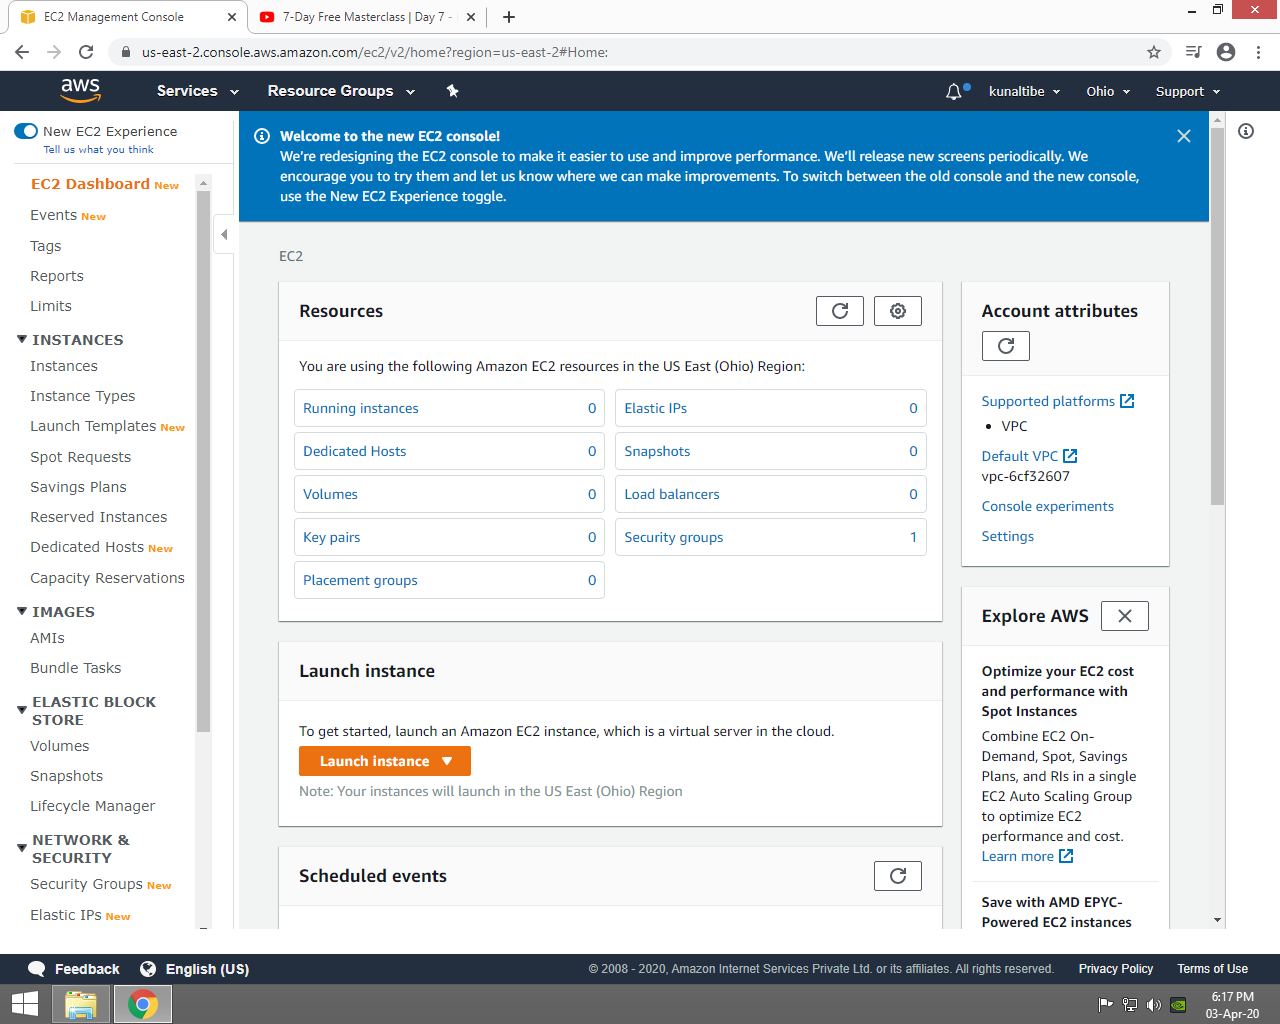 EC2 Management Console
7-Day Free Masterclass | Day 7 -
us-east-2.console.aws.amazon.com/ec2/v2/home?region=us-east-2#Home:
aws
Services
Resource Groups
kunaltibe
Ohio
Support
New EC2 Experience
Tell us what you think
EC2 Dashboard New
Events New
Tags
Reports
Limits
INSTANCES
Instances
Instance Types
Launch Templates New
Spot Requests
Savings Plans
Reserved Instances
Dedicated Hosts New
Capacity Reservations
IMAGES
AMIs
Bundle Tasks
ELASTIC BLOCK
STORE
Volumes
Snapshots
Lifecycle Manager
NETWORK &
SECURITY
Security Groups New
Elastic IPs New
Welcome to the new EC2 console!
We're redesigning the EC2 console to make it easier to use and improve performance. We'll release new screens periodically. We
encourage you to try them and let us know where we can make improvements. To switch between the old console and the new console,
use the New EC2 Experience toggle.
EC2
Resources
You are using the following Amazon EC2 resources in the US East (Ohio) Region:
Running instances 0
Elastic IPs 0
Dedicated Hosts 0
Snapshots 0
Volumes 0
Load balancers 0
Key pairs 0
Security groups 1
Placement groups 0
Launch instance
To get started, launch an Amazon EC2 instance, which is a virtual server in the cloud.
Launch instance
Note: Your instances will launch in the US East (Ohio) Region
Scheduled events
Account attributes
Supported platforms
• VPC
Default VPC
vpc-6cf32607
Console experiments
Settings
Explore AWS
Optimize your EC2 cost
and performance with
Spot Instances
Combine EC2 On-
Demand, Spot, Savings
Plans, and RIs in a single
EC2 Auto Scaling Group
to optimize EC2
performance and cost.
Learn more
Save with AMD EPYC-
Powered EC2 instances
Feedback
English (US)
© 2008 - 2020, Amazon Internet Services Private Ltd. or its affiliates. All rights reserved.
Privacy Policy
Terms of Use
6:17 PM
03-Apr-20